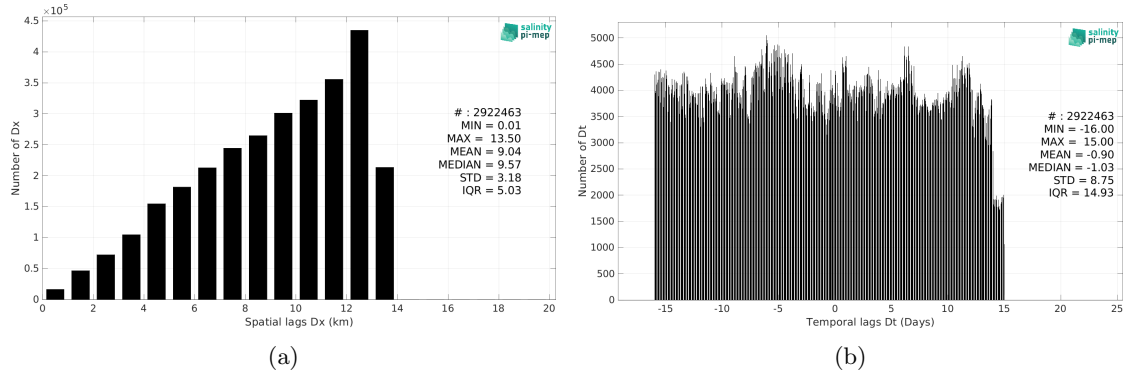 4.5 ×10⁵
4
3.5
3
2.5
2
1.5
1
0.5
0
0 2 4 6 8 10 12 14 16 18 20
Number of Dx
Spatial lags Dx (km)
salinity
pi-mep
# : 2922463
MIN = 0.01
MAX = 13.50
MEAN = 9.04
MEDIAN = 9.57
STD = 3.18
IQR = 5.03
(a)
5000
4500
4000
3500
3000
2500
2000
1500
1000
500
0
-15 -10 -5 0 5 10 15 20 25
Number of Dt
Temporal lags Dt (Days)
salinity
pi-mep
# : 2922463
MIN = -16.00
MAX = 15.00
MEAN = -0.90
MEDIAN = -1.03
STD = 8.75
IQR = 14.93
(b)